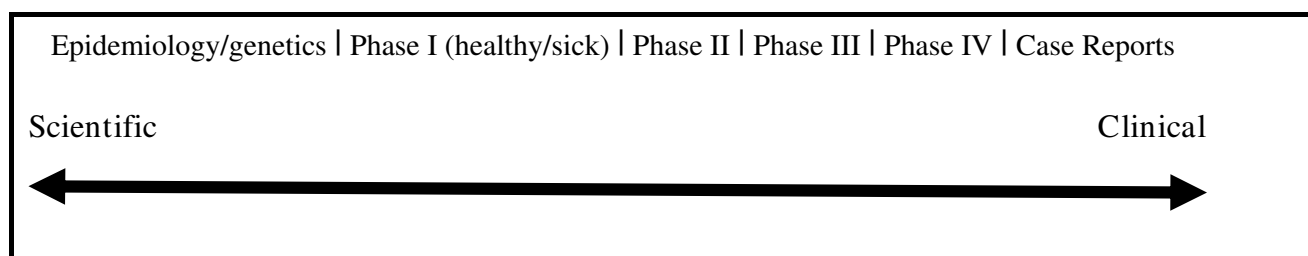 Epidemiology/genetics | Phase I (healthy/sick) | Phase II | Phase III | Phase IV | Case Reports
Scientific Clinical